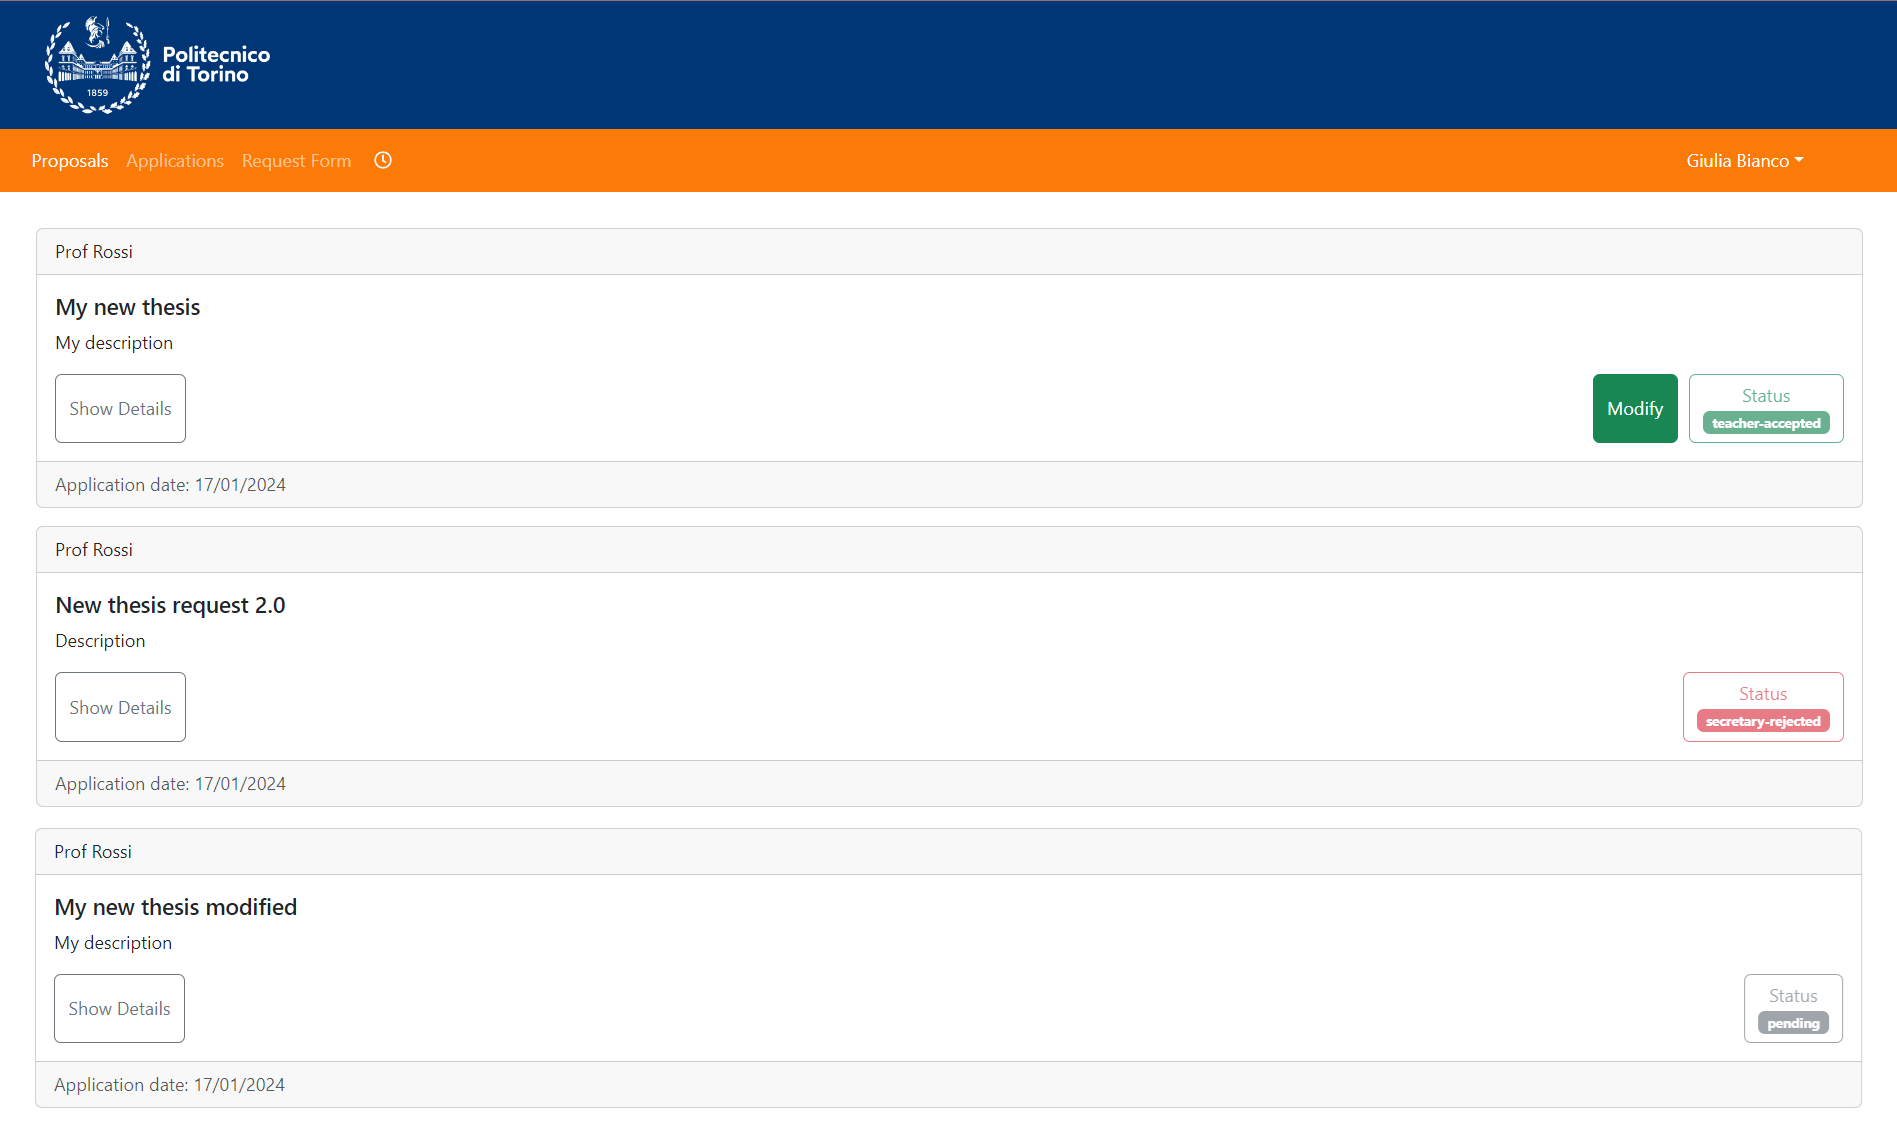 Politecnico
di Torino
1859
Proposals Applications Request Form Giulia Bianco
Prof Rossi
My new thesis
My description
Show Details
Modify
Status
teacher-accepted
Application date: 17/01/2024
Prof Rossi
New thesis request 2.0
Description
Show Details
Status
secretary-rejected
Application date: 17/01/2024
Prof Rossi
My new thesis modified
My description
Show Details
Status
pending
Application date: 17/01/2024